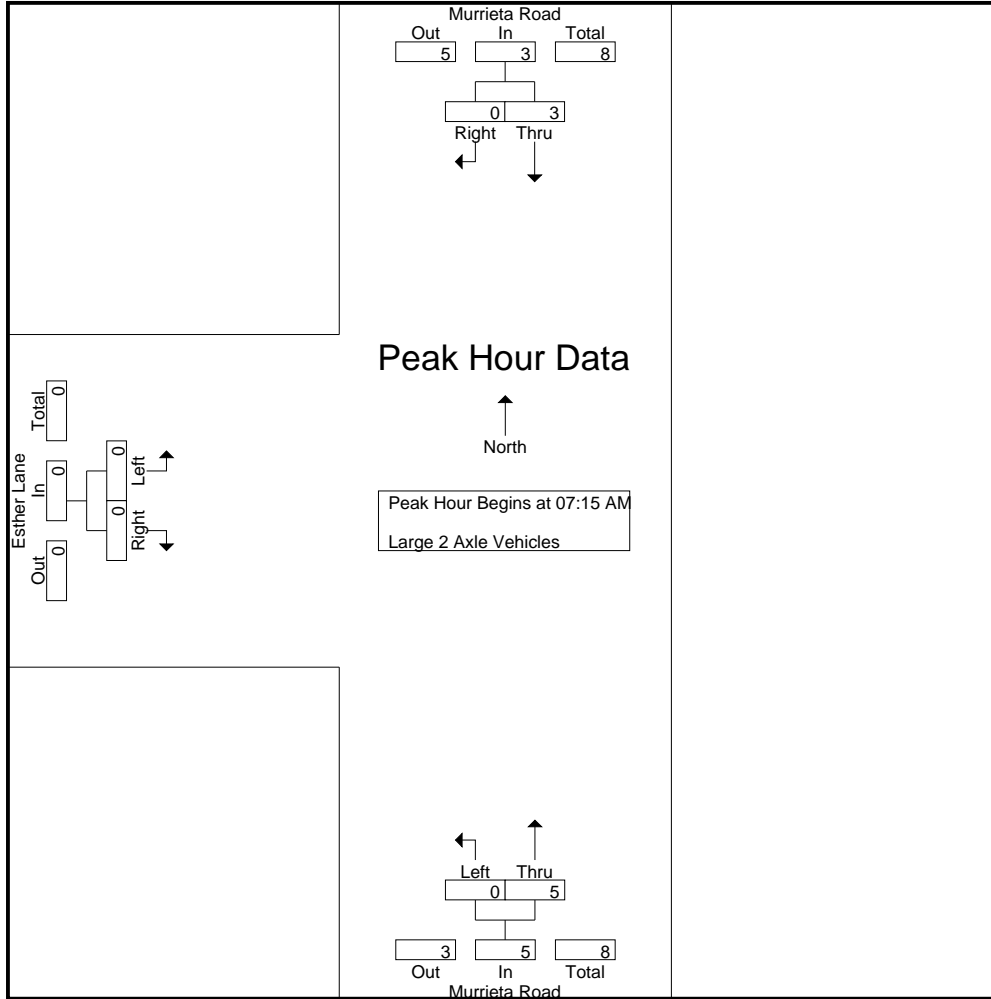 Murrieta Road
Out In Total
5 3 8
0 3
Right Thru
Peak Hour Data
North
Peak Hour Begins at 07:15 AM
Large 2 Axle Vehicles
Esther Lane
Out In Total
0 0 0
Right Left
0 0
Left Thru
0 5
3 5 8
Out In Total
Murrieta Road